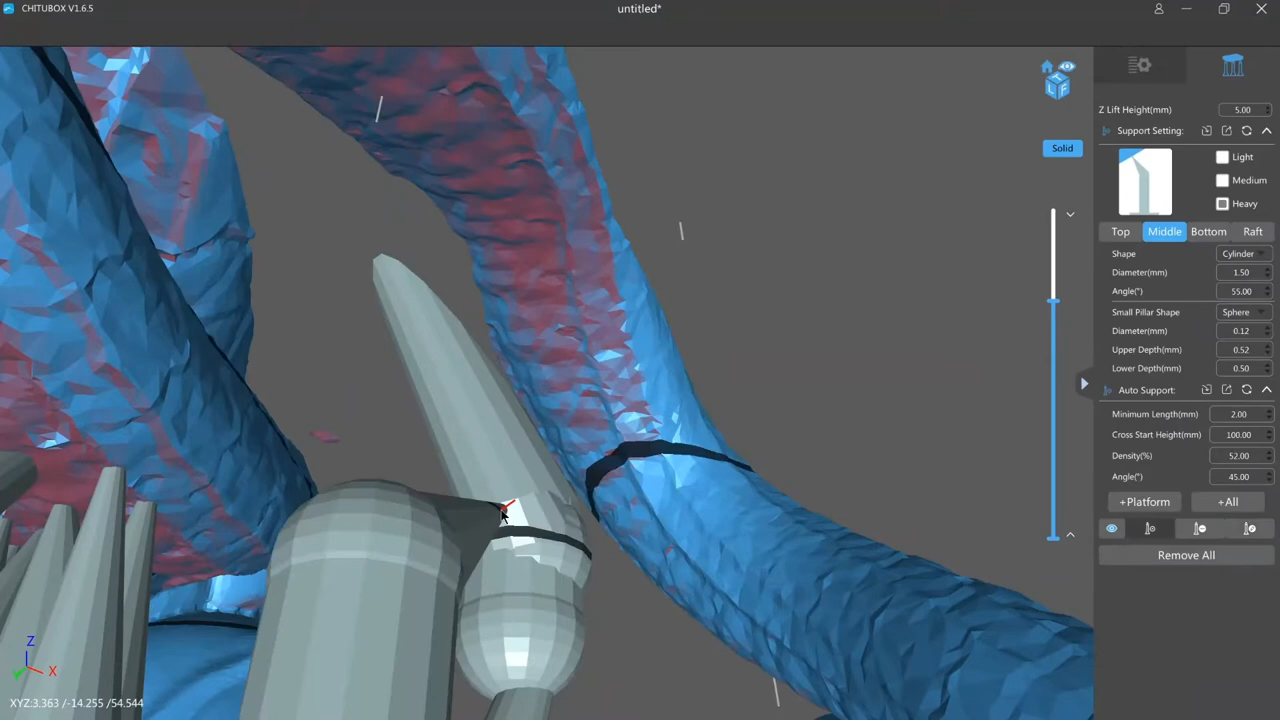 CHITUBOX V1.6.5
untitled*
Z Lift Height(mm) 5.00
Support Setting:
Light
Medium
Heavy
Top Middle Bottom Raft
Shape Cylinder
Diameter(mm) 1.50
Angle(°) 55.00
Small Pillar Shape Sphere
Diameter(mm) 0.12
Upper Depth(mm) 0.52
Lower Depth(mm) 0.50
Auto Support:
Minimum Length(mm) 2.00
Cross Start Height(mm) 100.00
Density(%) 52.00
Angle(°) 45.00
+Platform +All
Remove All
Solid
T
L F
Z
X
XYZ:3.363 /-14.255 /54.544